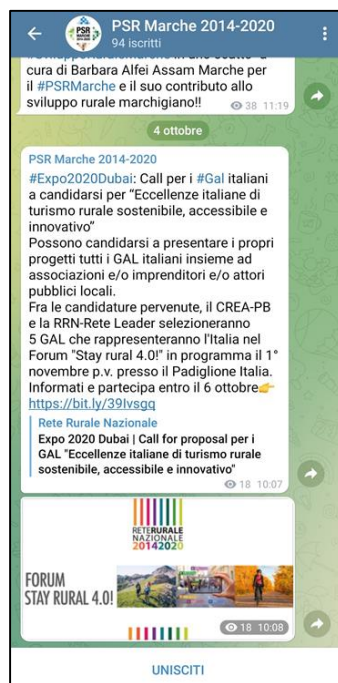 PSR Marche 2014-2020
94 iscritti
cura di Barbara Alfei Assam Marche per
il #PSRMarche e il suo contributo allo
sviluppo rurale marchigiano!!
38 11:19
4 ottobre
PSR Marche 2014-2020
#Expo2020Dubai: Call per i #Gal italiani
a candidarsi per “Eccellenze italiane di
turismo rurale sostenibile, accessibile e
innovativo”
Possono candidarsi a presentare i propri
progetti tutti i GAL italiani insieme ad
associazioni e/o imprenditori e/o attori
pubblici locali.
Fra le candidature pervenute, il CREA-PB
e la RRN-Rete Leader selezioneranno
5 GAL che rappresenteranno l'Italia nel
Forum "Stay rural 4.0!" in programma il 1°
novembre p.v. presso il Padiglione Italia.
Informati e partecipa entro il 6 ottobre👉
https://bit.ly/39lvsgq
Rete Rurale Nazionale
Expo 2020 Dubai | Call for proposal per i
GAL "Eccellenze italiane di turismo rurale
sostenibile, accessibile e innovativo"
18 10:07
RETERURALE
NAZIONALE
20142020
FORUM
STAY RURAL 4.0!
18 10:08
UNISCITI